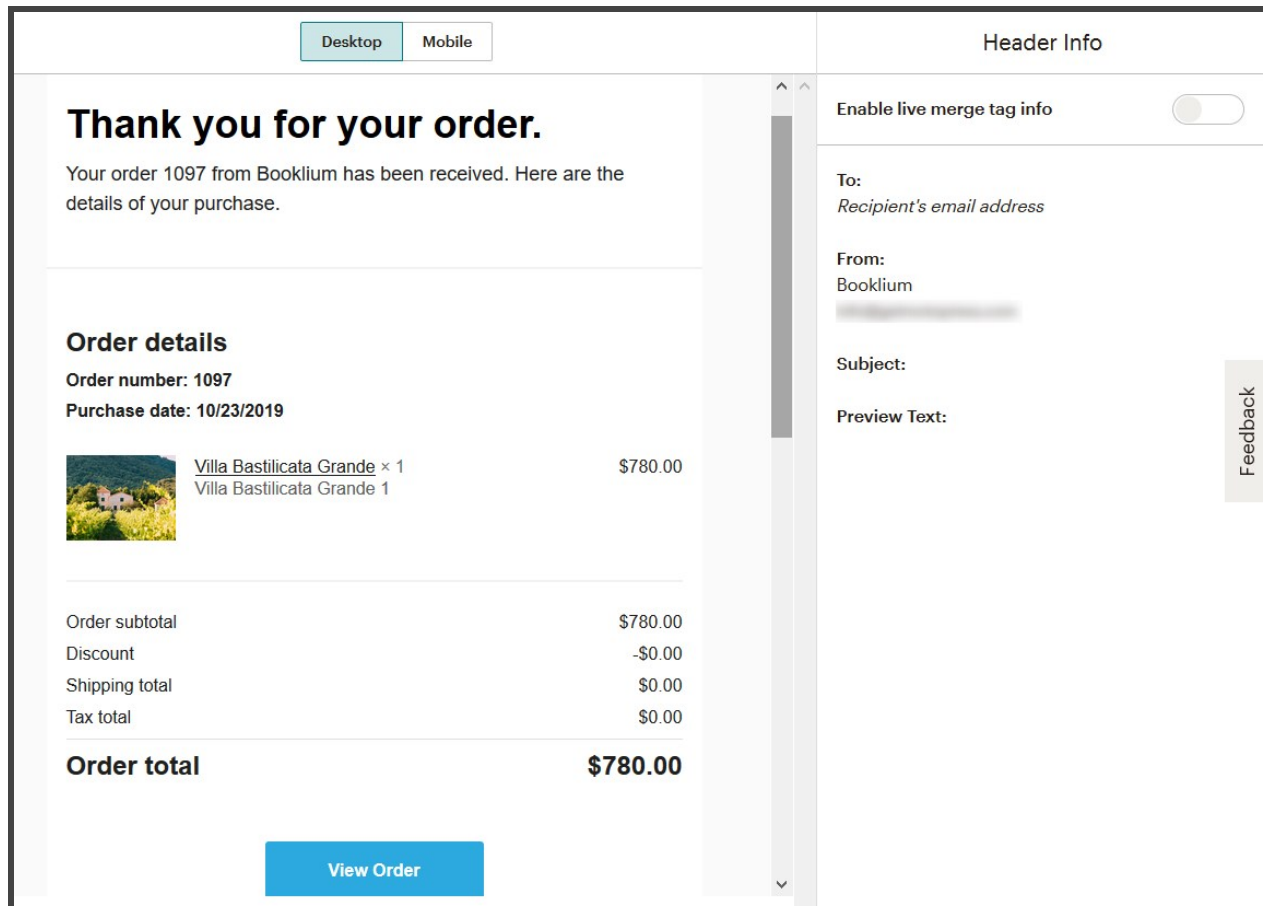 Desktop
Mobile
Header Info
Thank you for your order.
Your order 1097 from Booklium has been received. Here are the
details of your purchase.
Order details
Order number: 1097
Purchase date: 10/23/2019
Villa Bastilicata Grande × 1
$780.00
Villa Bastilicata Grande 1
Order subtotal
$780.00
Discount
-$0.00
Shipping total
$0.00
Tax total
$0.00
Order total
$780.00
View Order
Enable live merge tag info
To:
Recipient's email address
From:
Booklium
Subject:
Preview Text:
Feedback